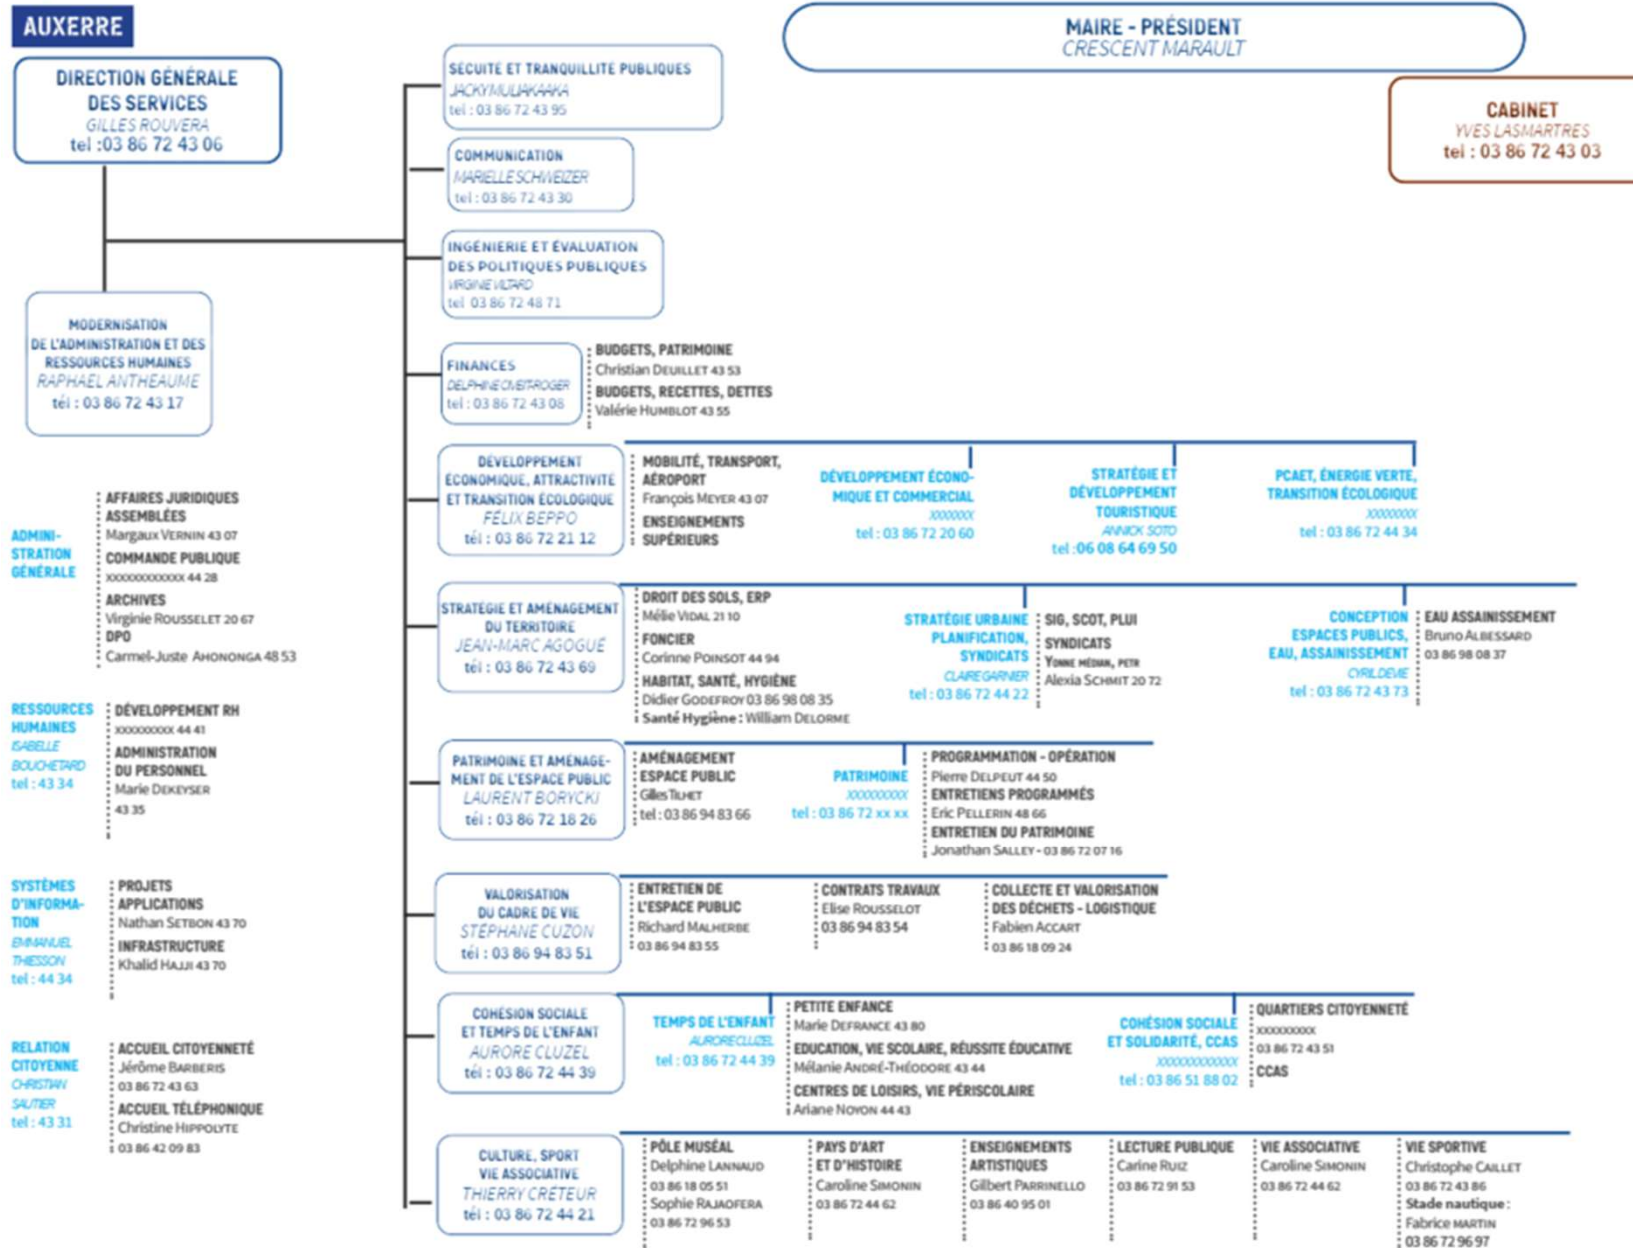 AUXERRE
DIRECTION GÉNÉRALE
DES SERVICES
GILLES ROUVERA
tel :03 86 72 43 06
MAIRE - PRÉSIDENT
CRESCENT MARAULT
CABINET
YVES LASMARTRES
tel : 03 86 72 43 03
MODERNISATION
DE L'ADMINISTRATION ET DES
RESSOURCES HUMAINES
RAPHAEL ANTHEAUME
tél : 03 86 72 43 17
ADMINI-
STRATION
GÉNÉRALE
AFFAIRES JURIDIQUES
ASSEMBLÉES
Margaux VERNIN 43 07
COMMANDE PUBLIQUE
xxxxxxxxxxxx 44 28
ARCHIVES
Virginie ROUSSELET 20 67
DPO
Carmel-Juste AHONONGA 48 53
RESSOURCES
HUMAINES
ISABELLE
BOUCHETARD
tel : 43 34
DÉVELOPPEMENT RH
xxxxxxxxx 44 41
ADMINISTRATION
DU PERSONNEL
Marie DEKEYSER
43 35
SYSTÈMES
D'INFORMA-
TION
EMMANUEL
THIESSON
tel : 44 34
PROJETS
APPLICATIONS
Nathan SETBON 43 70
INFRASTRUCTURE
Khalid HAJJI 43 70
RELATION
CITOYENNE
CHRISTIAN
SAUTIER
tel : 43 31
ACCUEIL CITOYENNETÉ
Jérôme BARBERIS
03 86 72 43 63
ACCUEIL TÉLÉPHONIQUE
Christine HIPPOLYTE
03 86 42 09 83
SÉCUITÉ ET TRANQUILLITÉ PUBLIQUES
JACKY MULIAKAAKA
tel : 03 86 72 43 95
COMMUNICATION
MARIELLE SCHWEIZER
tel : 03 86 72 43 30
INGÉNIERIE ET ÉVALUATION
DES POLITIQUES PUBLIQUES
VIRGINIE VILTARD
tel 03 86 72 48 71
FINANCES
DELPHINE
tel : 03 86 72 43 08
BUDGETS, PATRIMOINE
Christian DEUILLET 43 53
BUDGETS, RECETTES, DETTES
Valérie HUMBLOT 43 55
DÉVELOPPEMENT
ÉCONOMIQUE, ATTRACTIVITÉ
ET TRANSITION ÉCOLOGIQUE
FÉLIX BEPPO
tél : 03 86 72 21 12
MOBILITÉ, TRANSPORT,
AÉROPORT
François MEYER 43 07
ENSEIGNEMENTS
SUPÉRIEURS
DÉVELOPPEMENT ÉCONO-
MIQUE ET COMMERCIAL
XXXXXXX
tel : 03 86 72 20 60
STRATÉGIE ET
DÉVELOPPEMENT
TOURISTIQUE
ANNICK SOTO
tel :06 08 64 69 50
PCAET, ÉNERGIE VERTE,
TRANSITION ÉCOLOGIQUE
XXXXXXXX
tel : 03 86 72 44 34
STRATÉGIE ET AMÉNAGEMENT
DU TERRITOIRE
JEAN-MARC AGOGUÉ
tél : 03 86 72 43 69
DROIT DES SOLS, ERP
Mélie VIDAL 21 10
FONCIER
Corinne POINSOT 44 94
HABITAT, SANTÉ, HYGIÈNE
Didier GODEFROY 03 86 98 08 35
Santé Hygiène : William DELORME
STRATÉGIE URBAINE
PLANIFICATION,
SYNDICATS
CLAIRE GARNIER
tel : 03 86 72 44 22
SIG, SCOT, PLUI
SYNDICATS
YONNE MÉDIAN, PETR
Alexia SCHMIT 20 72
CONCEPTION
ESPACES PUBLICS,
EAU, ASSAINISSEMENT
CYRIL DEVIE
tel : 03 86 72 43 73
EAU ASSAINISSEMENT
Bruno ALBESSARD
03 86 98 08 37
PATRIMOINE ET AMÉNAGE-
MENT DE L'ESPACE PUBLIC
LAURENT BORYCKI
tél : 03 86 72 18 26
AMÉNAGEMENT
ESPACE PUBLIC
Gilles TILHET
tel : 03 86 94 83 66
PATRIMOINE
XXXXXXXXX
tel : 03 86 72 xx xx
PROGRAMMATION - OPÉRATION
Pierre DELPEUT 44 50
ENTRETIENS PROGRAMMÉS
Eric PELLERIN 48 66
ENTRETIEN DU PATRIMOINE
Jonathan SALLEY - 03 86 72 07 16
VALORISATION
DU CADRE DE VIE
STÉPHANE CUZON
tél : 03 86 94 83 51
ENTRETIEN DE
L'ESPACE PUBLIC
Richard MALHERBE
03 86 94 83 55
CONTRATS TRAVAUX
Elise ROUSSELOT
03 86 94 83 54
COLLECTE ET VALORISATION
DES DÉCHETS - LOGISTIQUE
Fabien ACCART
03 86 18 09 24
COHÉSION SOCIALE
ET TEMPS DE L'ENFANT
AURORE CLUZEL
tél : 03 86 72 44 39
TEMPS DE L'ENFANT
AURORE CLUZEL
tel : 03 86 72 44 39
PETITE ENFANCE
Marie DEFRANCE 43 80
EDUCATION, VIE SCOLAIRE, RÉUSSITE ÉDUCATIVE
Mélanie ANDRÉ-THÉODORE 43 44
CENTRES DE LOISIRS, VIE PÉRISCOLAIRE
Ariane NOYON 44 43
COHÉSION SOCIALE
ET SOLIDARITÉ, CCAS
XXXXXXXXXXXX
tel : 03 86 51 88 02
QUARTIERS CITOYENNETÉ
xxxxxxxxx
03 86 72 43 51
CCAS
CULTURE, SPORT
VIE ASSOCIATIVE
THIERRY CRÉTEUR
tél : 03 86 72 44 21
PÔLE MUSÉAL
Delphine LANNAUD
03 86 18 05 51
Sophie RAJAOFERA
03 86 72 96 53
PAYS D'ART
ET D'HISTOIRE
Caroline SIMONIN
03 86 72 44 62
ENSEIGNEMENTS
ARTISTIQUES
Gilbert PARRINELLO
03 86 40 95 01
LECTURE PUBLIQUE
Carine RUIZ
03 86 72 91 53
VIE ASSOCIATIVE
Caroline SIMONIN
03 86 72 44 62
VIE SPORTIVE
Christophe CAILLET
03 86 72 43 86
Stade nautique :
Fabrice MARTIN
03 86 72 96 97